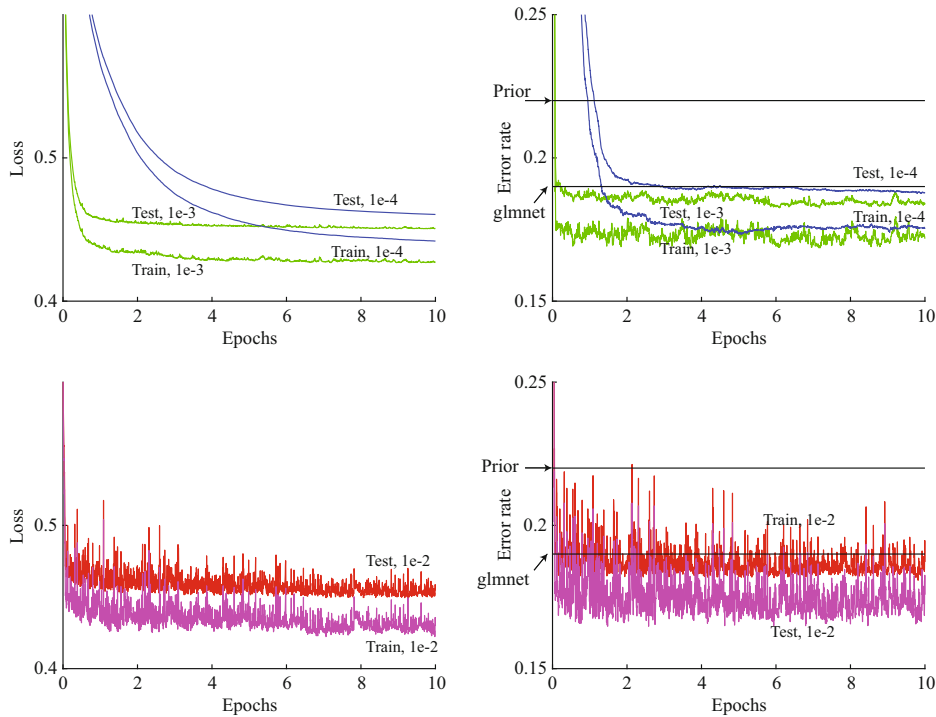 Loss
0.5
0.4
Test, 1e-3
Test, 1e-4
Train, 1e-3
Train, 1e-4
0
2
4
6
8
10
Epochs
Error rate
0.25
0.2
0.15
Prior
glmnet
Test, 1e-4
Test, 1e-3
Train, 1e-4
Train, 1e-3
0
2
4
6
8
10
Epochs
Loss
0.5
0.4
Test, 1e-2
Train, 1e-2
0
2
4
6
8
10
Epochs
Error rate
0.25
0.2
0.15
Prior
glmnet
Train, 1e-2
Test, 1e-2
0
2
4
6
8
10
Epochs